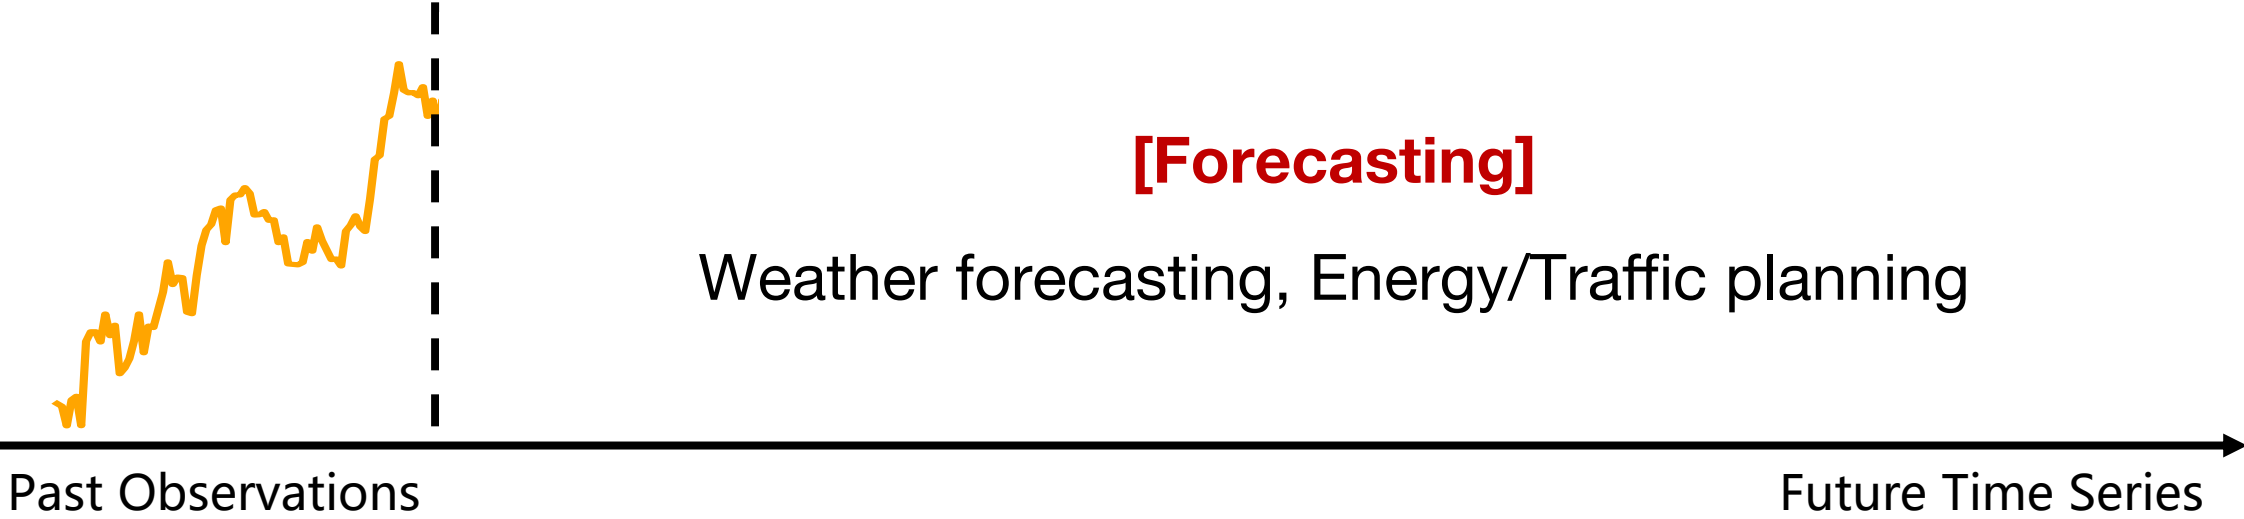 [Forecasting]
Weather forecasting, Energy/Traffic planning
Past Observations
Future Time Series